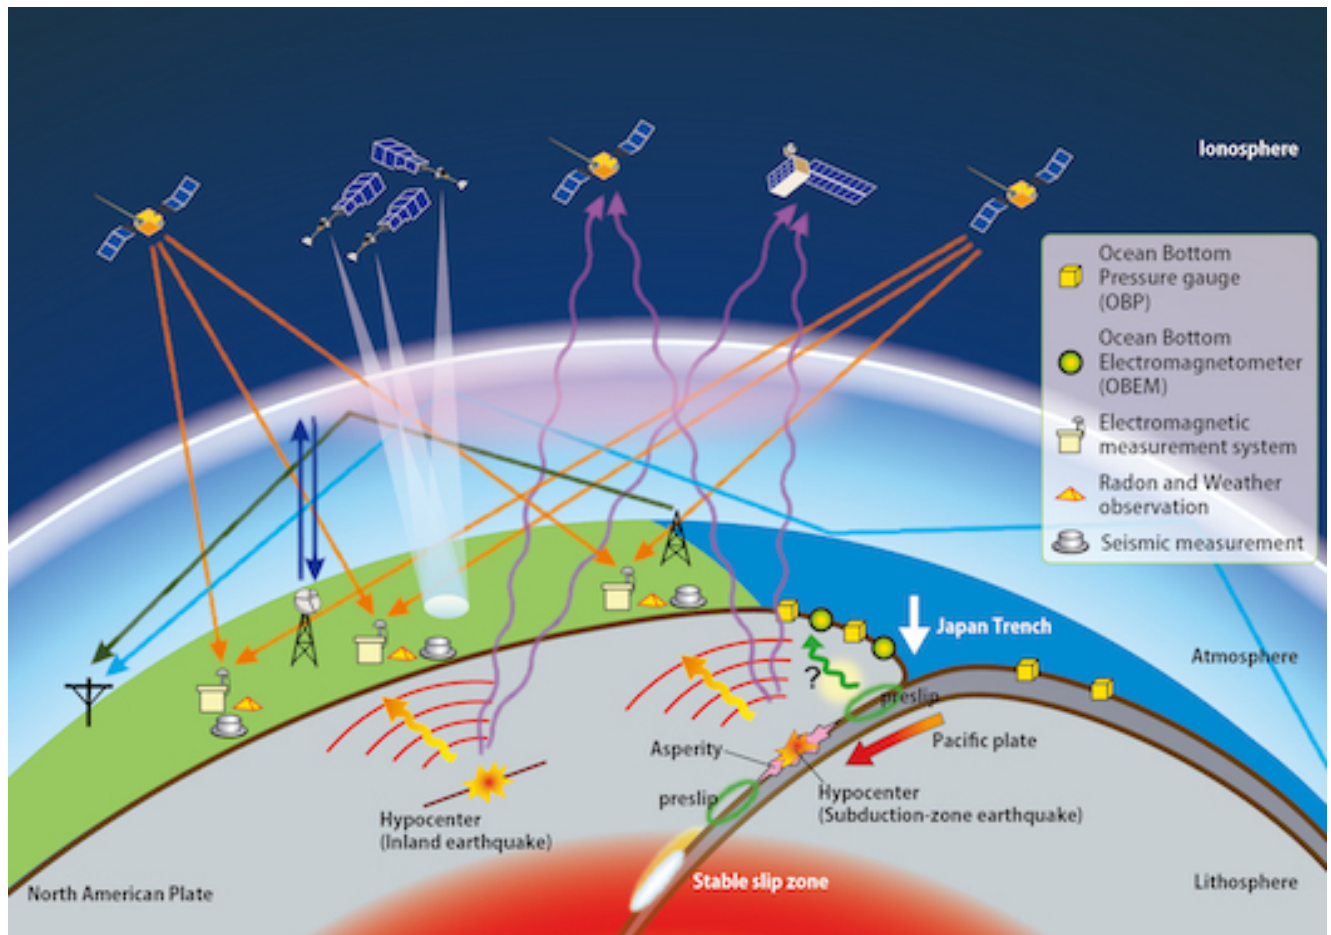 Ionosphere
Ocean Bottom
Pressure gauge
(OBP)
Ocean Bottom
Electromagnetometer
(OBEM)
Electromagnetic
measurement system
Radon and Weather
observation
Seismic measurement
Japan Trench
Atmosphere
?
preslip
Pacific plate
Asperity
preslip
Hypocenter
(Subduction-zone earthquake)
Hypocenter
(Inland earthquake)
Stable slip zone
North American Plate
Lithosphere